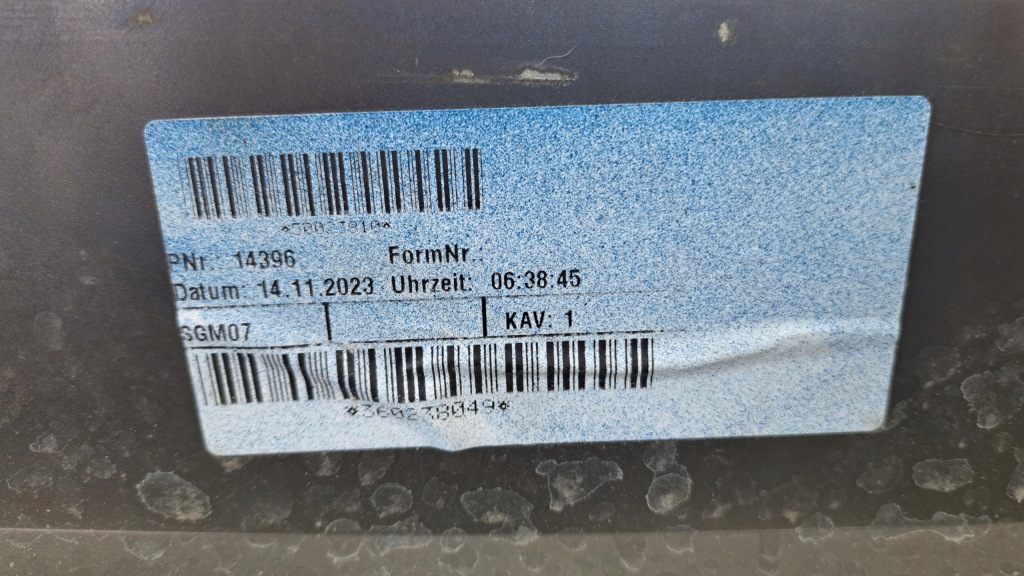 PNr.: 14396 FormNr.:
Datum: 14.11.2023 Uhrzeit: 06:38:45
SGM07 KAV: 1
*360238049*